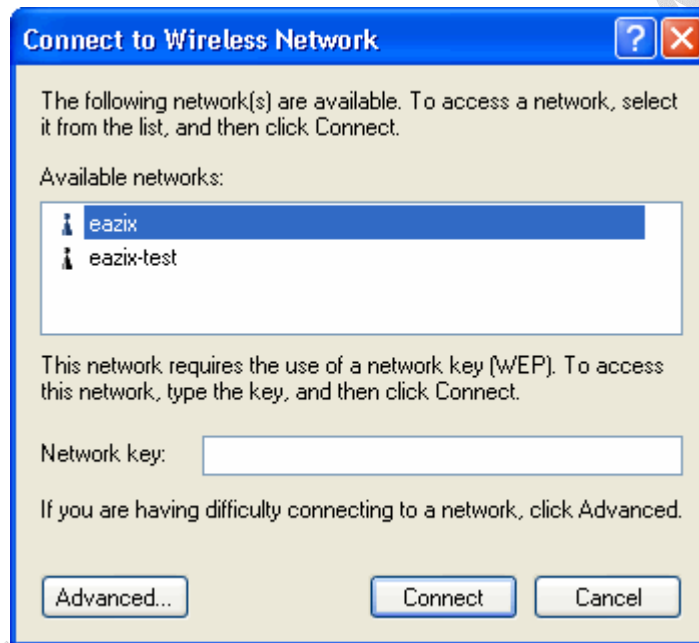 Connect to Wireless Network
The following network(s) are available. To access a network, select
it from the list, and then click Connect.
Available networks:
eazix
eazix-test
This network requires the use of a network key (WEP). To access
this network, type the key, and then click Connect.
Network key:
If you are having difficulty connecting to a network, click Advanced.
Advanced... Connect Cancel